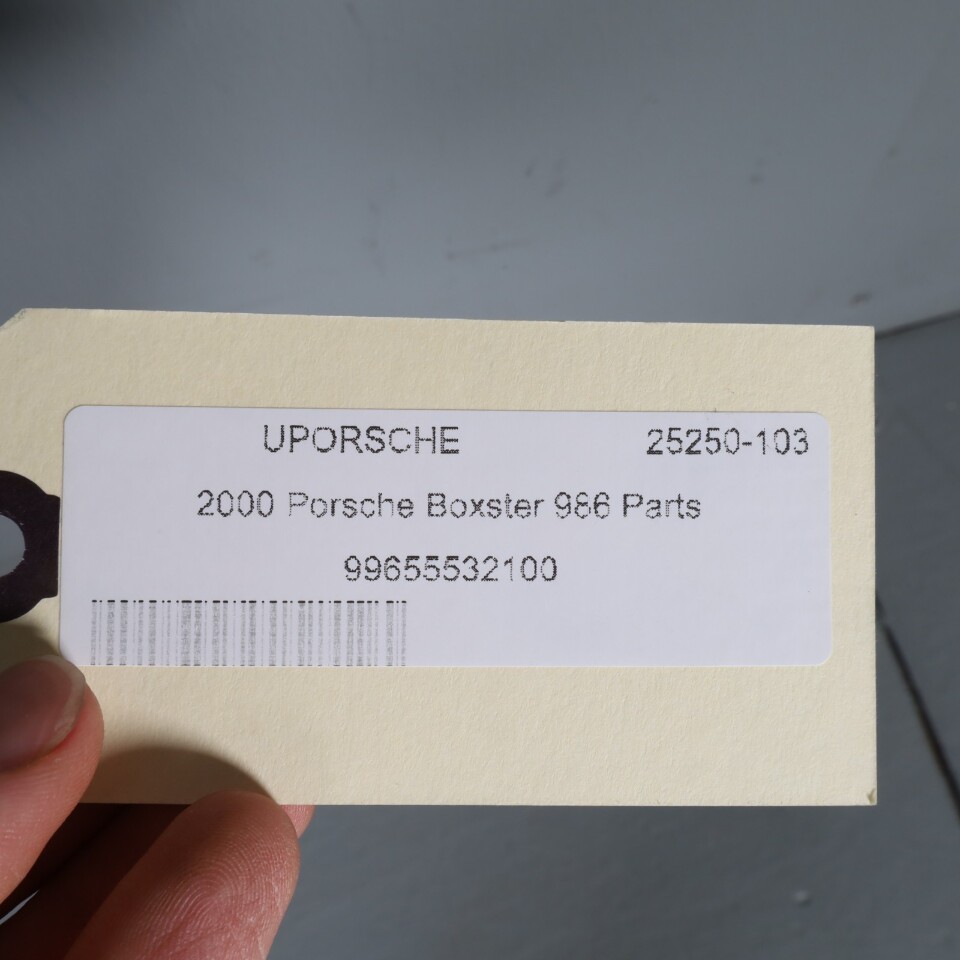 UPORSCHE 25250-103
2000 Porsche Boxster 986 Parts
99655532100